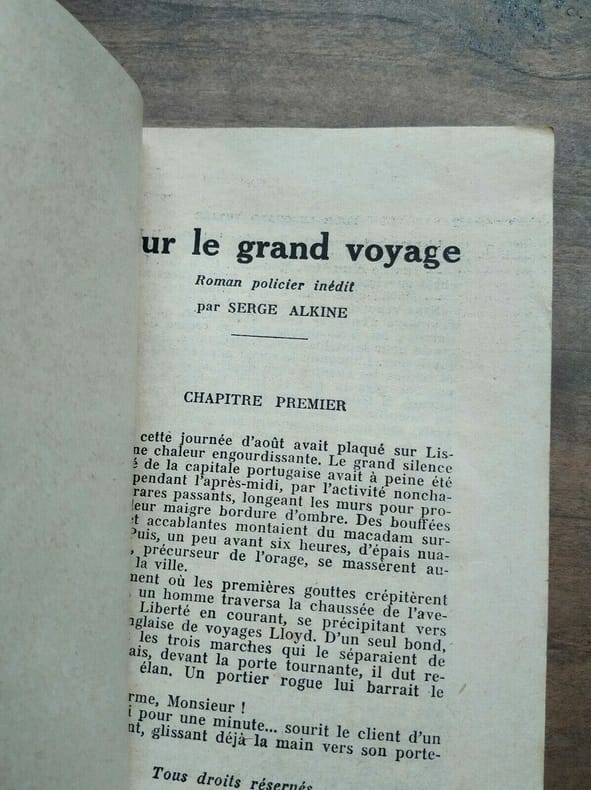 ur le grand voyage
Roman policier inédit
par SERGE ALKINE
CHAPITRE PREMIER
cette journée d'août avait plaqué sur Lis-
ne chaleur engourdissante. Le grand silence
é de la capitale portugaise avait à peine été
pendant l'après-midi, par l'activité noncha-
rares passants, longeant les murs pour pro-
leur maigre bordure d'ombre. Des bouffées
et accablantes montaient du macadam sur-
Puis, un peu avant six heures, d'épais nua-
, précurseur de l'orage, se massèrent au-
la ville.
ment où les premières gouttes crépitèrent
, un homme traversa la chaussée de l'ave-
Liberté en courant, se précipitant vers
nglaise de voyages Lloyd. D'un seul bond,
les trois marches qui le séparaient de
ais, devant la porte tournante, il dut re-
élan. Un portier rogue lui barrait le
rme, Monsieur !
i pour une minute... sourit le client d'un
nt, glissant déjà la main vers son porte-
Tous droits réservés.